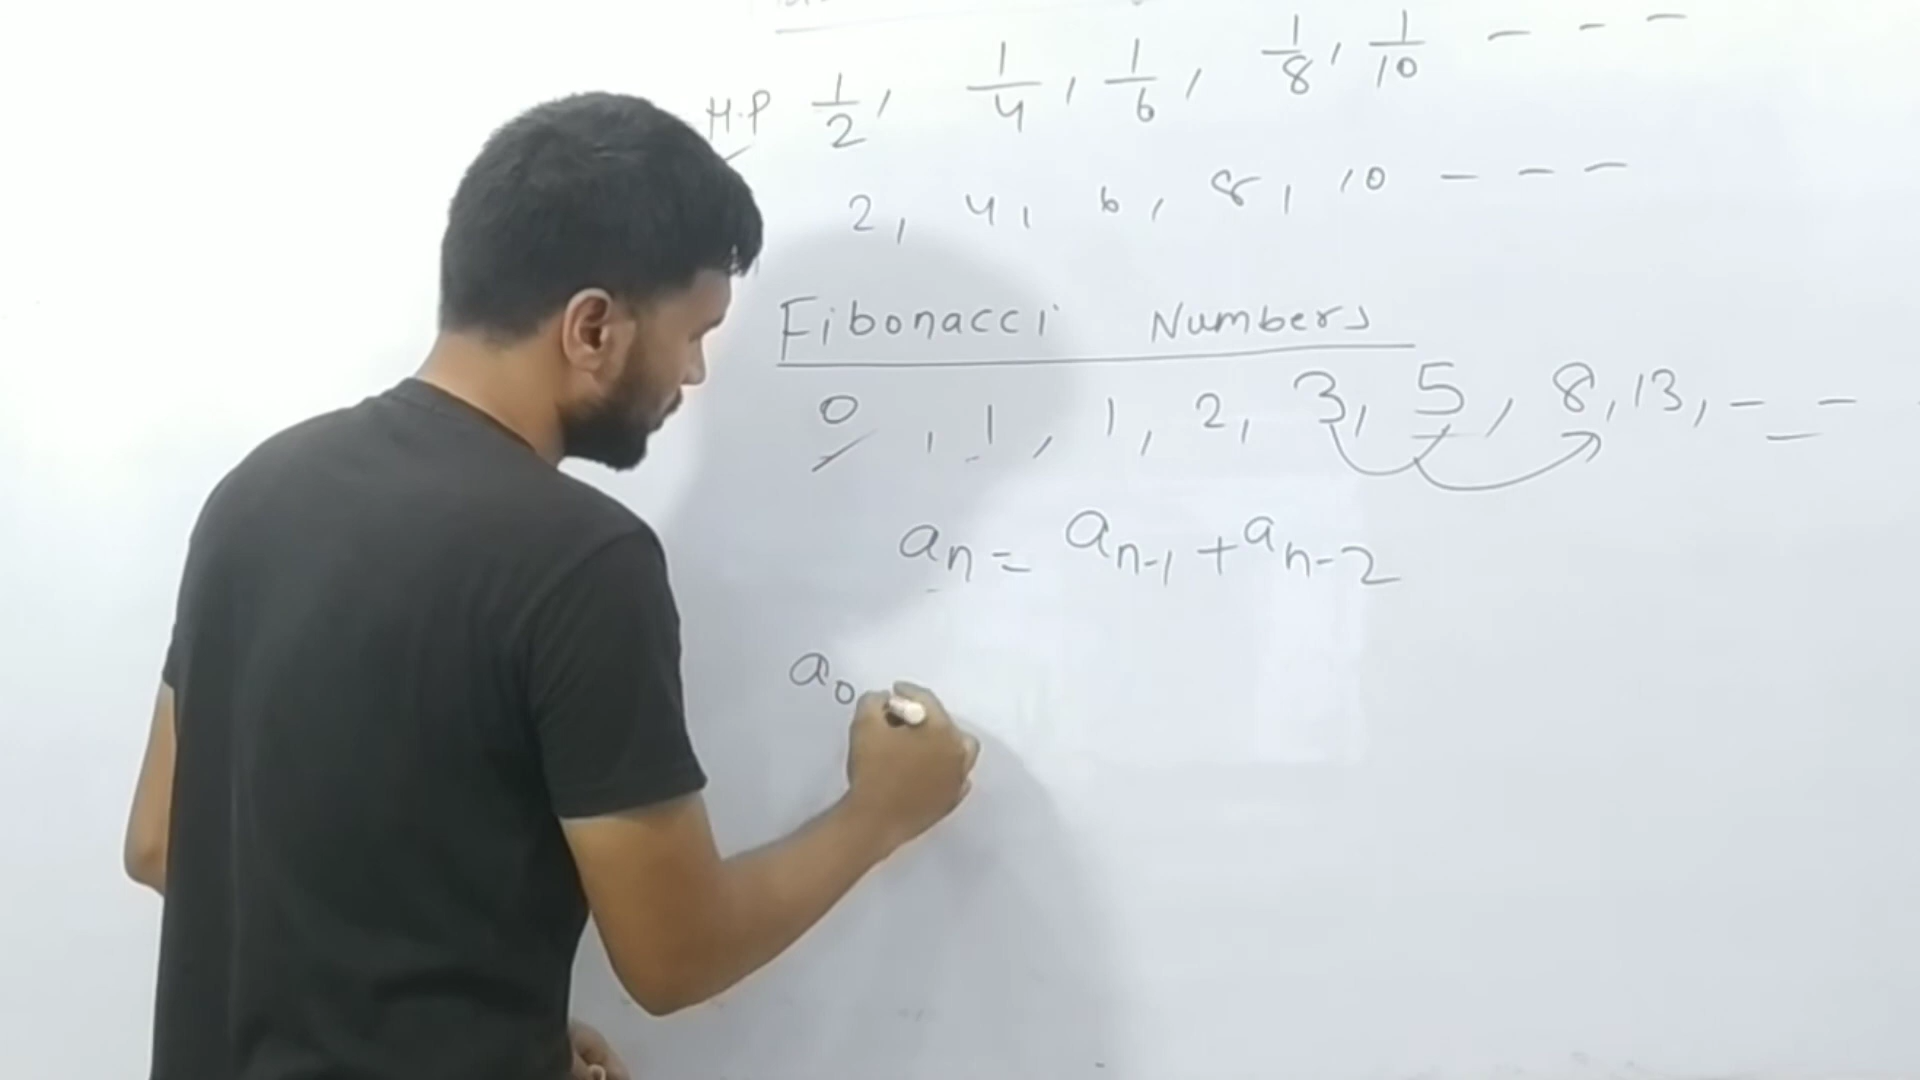 H.P 1/2, 1/4, 1/6, 1/8, 1/10 - - -
2, 4, 6, 8, 10 - - -
Fibonacci Numbers
0, 1, 1, 2, 3, 5, 8, 13, - - -
aₙ = aₙ₋₁ + aₙ₋₂
a₀